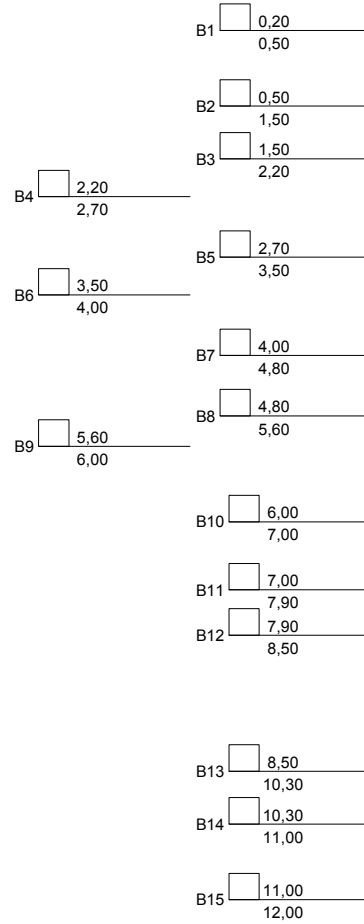 B1 0,20
0,50
B2 0,50
1,50
B3 1,50
2,20
B4 2,20
2,70
B5 2,70
3,50
B6 3,50
4,00
B7 4,00
4,80
B8 4,80
5,60
B9 5,60
6,00
B10 6,00
7,00
B11 7,00
7,90
B12 7,90
8,50
B13 8,50
10,30
B14 10,30
11,00
B15 11,00
12,00